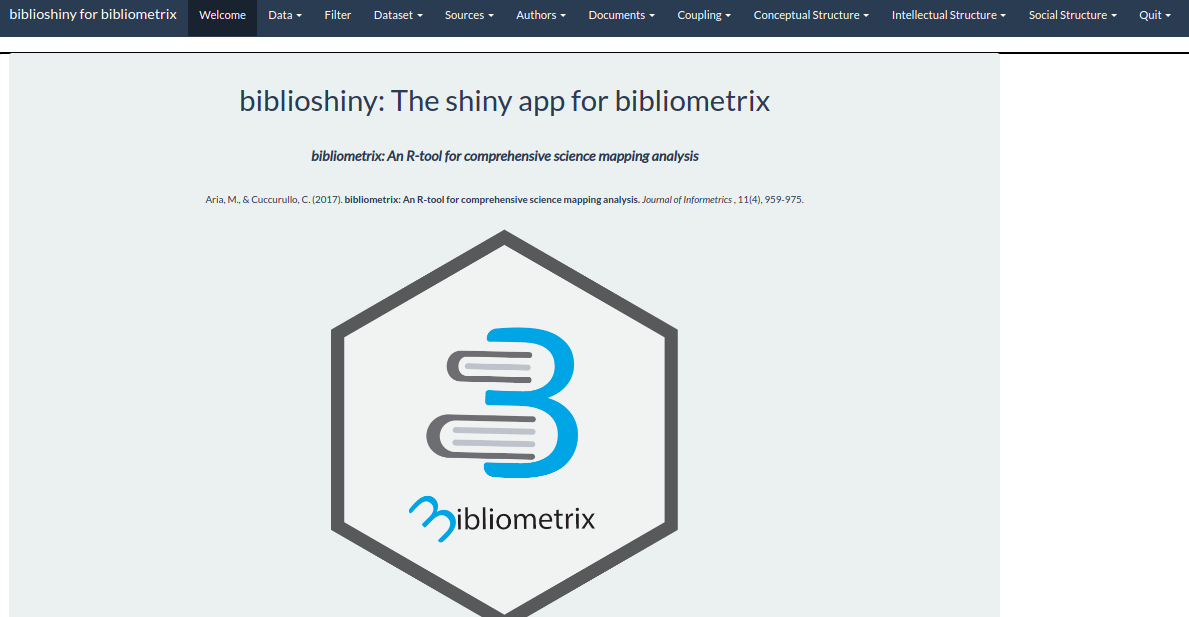 biblioshiny for bibliometrix Welcome Data Filter Dataset Sources Authors Documents Coupling Conceptual Structure Intellectual Structure Social Structure Quit
biblioshiny: The shiny app for bibliometrix
bibliometrix: An R-tool for comprehensive science mapping analysis
Aria, M., & Cuccurullo, C. (2017). bibliometrix: An R-tool for comprehensive science mapping analysis. Journal of Informetrics , 11(4), 959-975.
Bibliometrix